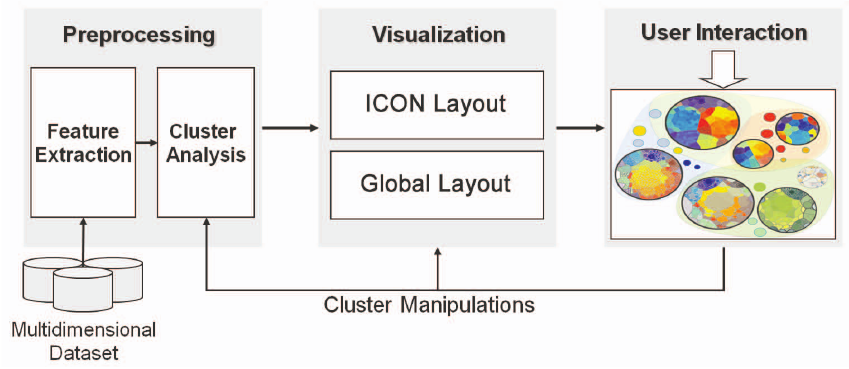 Preprocessing
Visualization
User Interaction
Feature
Extraction
Cluster
Analysis
ICON Layout
Global Layout
Cluster Manipulations
Multidimensional
Dataset